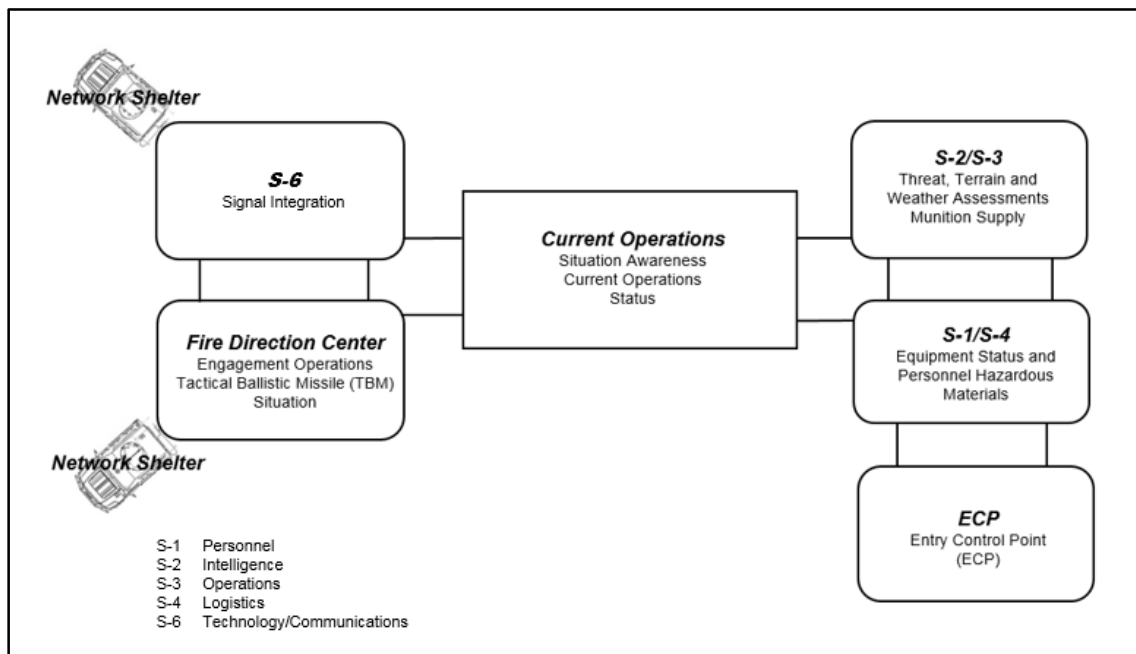 Network Shelter
S-6
Signal Integration
Fire Direction Center
Engagement Operations
Tactical Ballistic Missile (TBM)
Situation
Network Shelter
Current Operations
Situation Awareness
Current Operations
Status
S-2/S-3
Threat, Terrain and
Weather Assessments
Munition Supply
S-1/S-4
Equipment Status and
Personnel Hazardous
Materials
ECP
Entry Control Point
(ECP)
S-1 Personnel
S-2 Intelligence
S-3 Operations
S-4 Logistics
S-6 Technology/Communications